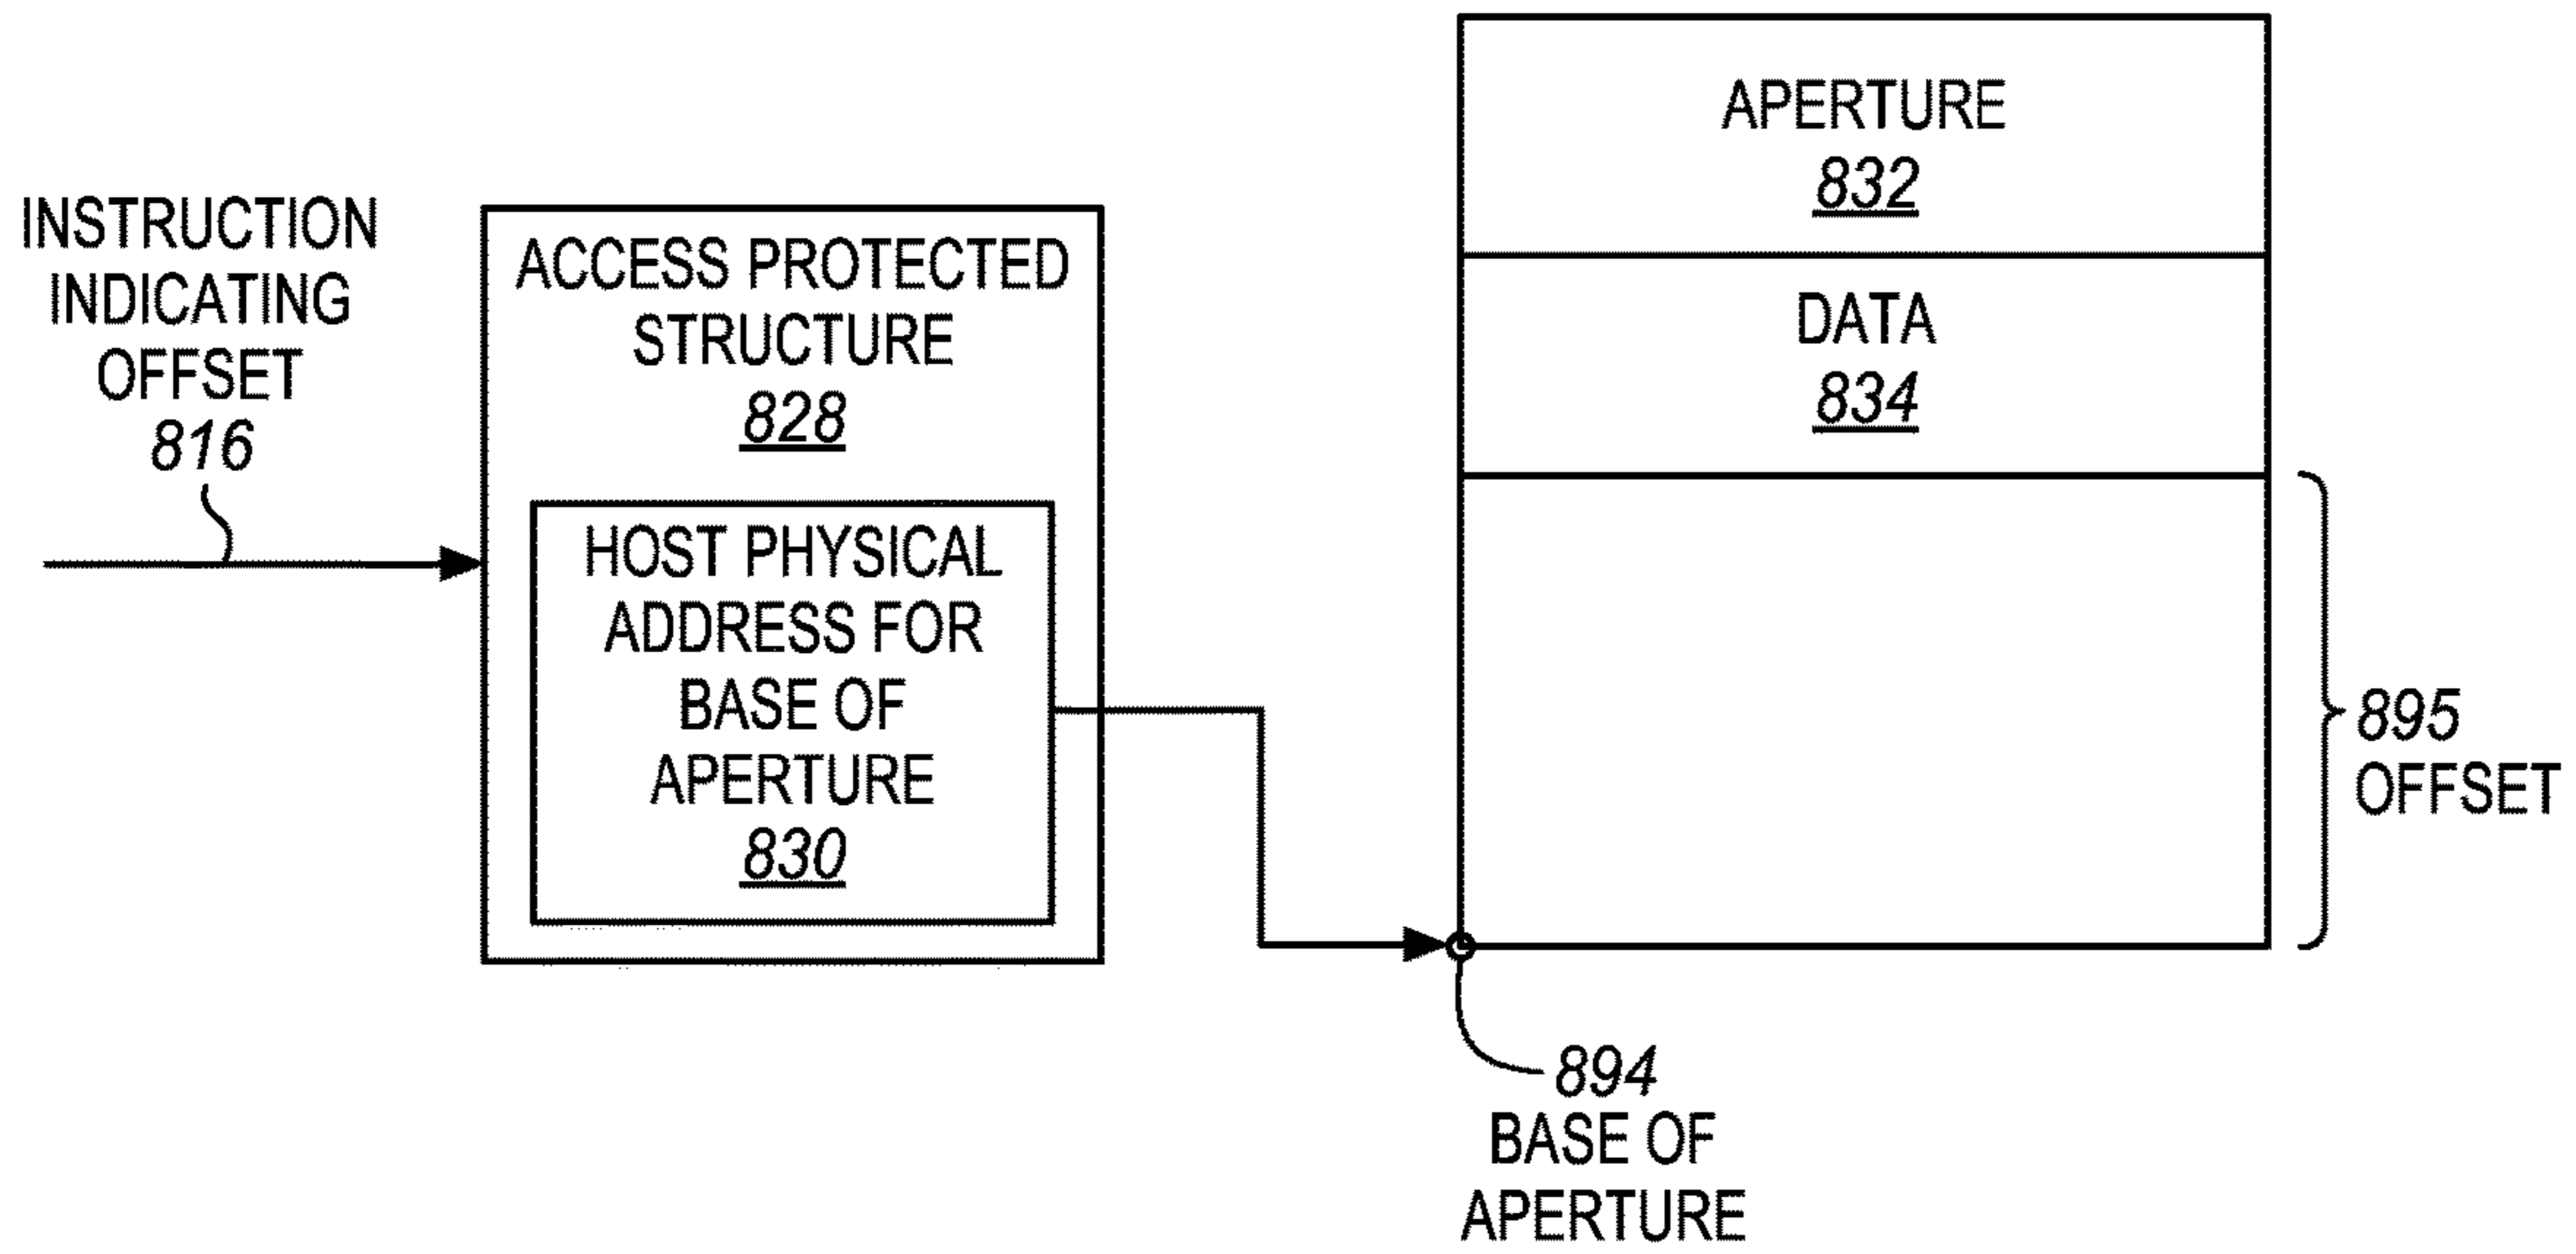 INSTRUCTION
INDICATING
OFFSET
816
ACCESS PROTECTED
STRUCTURE
828
HOST PHYSICAL
ADDRESS FOR
BASE OF
APERTURE
830
APERTURE
832
DATA
834
895
OFFSET
894
BASE OF
APERTURE